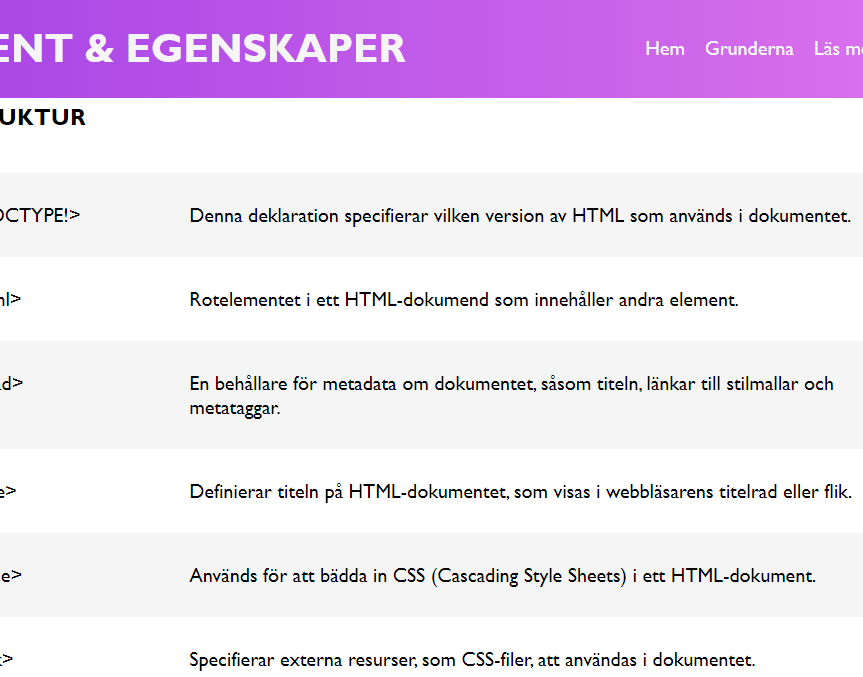 ENT & EGENSKAPER
Hem Grunderna Läs
UKTUR
OCTYPE!> Denna deklaration specifierar vilken version av HTML som används i dokumentet.
ml> Rotelementet i ett HTML-dokumend som innehåller andra element.
ad> En behållare för metadata om dokumentet, såsom titeln, länkar till stilmallar och
metataggar.
e> Definierar titeln på HTML-dokumentet, som visas i webbläsarens titelrad eller flik.
e> Används för att bädda in CSS (Cascading Style Sheets) i ett HTML-dokument.
> Specifierar externa resurser, som CSS-filer, att användas i dokumentet.